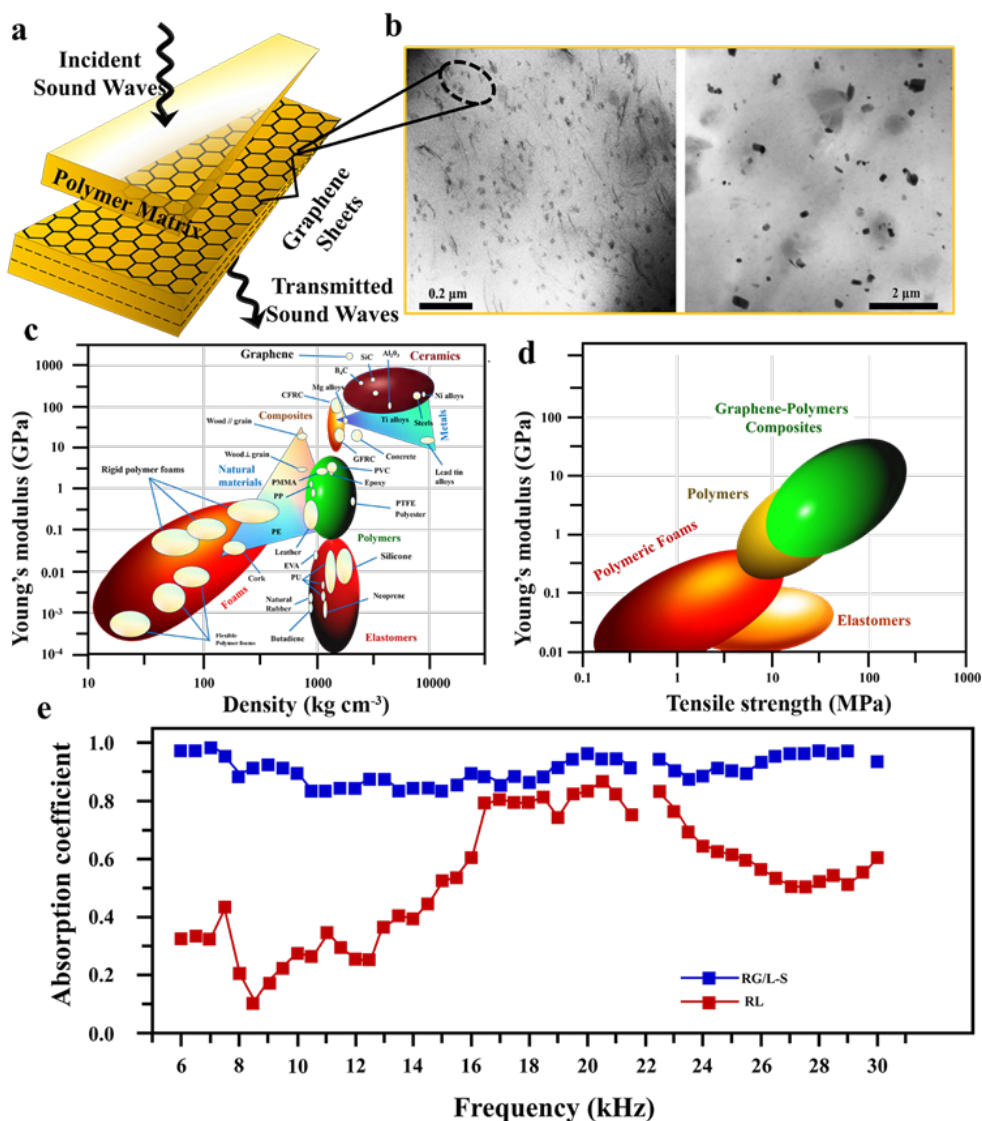 a
Incident
Sound Waves
Polymer Matrix
Graphene
Sheets
Transmitted
Sound Waves
b
0.2 µm
2 µm
c
Young's modulus (GPa)
1000
100
10
1
0.1
0.01
10⁻³
10⁻⁴
10
100
1000
10000
Density (kg cm⁻³)
Graphene
SiC
Al₂0₃
Ceramics
B₄C
Mg alloys
CFRC
Composites
Ni alloys
Wood // grain
Ti alloys
Steels
Metals
GFRC
Concrete
Wood⊥grain
Lead tin
alloys
Rigid polymer foams
Natural
materials
PVC
PMMA
Epoxy
PP
PTFE
Polyester
PE
Polymers
Leather
Silicone
EVA
Cork
PU
Foams
Natural
Rubber
Neoprene
Flexible
Polymer foams
Butadiene
Elastomers
d
Young's modulus (GPa)
100
10
1
0.1
0.01
0.1
1
10
100
1000
Tensile strength (MPa)
Graphene-Polymers
Composites
Polymers
Polymeric Foams
Elastomers
e
Absorption coefficient
1.0
0.8
0.6
0.4
0.2
0.0
RG/L-S
RL
6 8 10 12 14 16 18 20 22 24 26 28 30
Frequency (kHz)